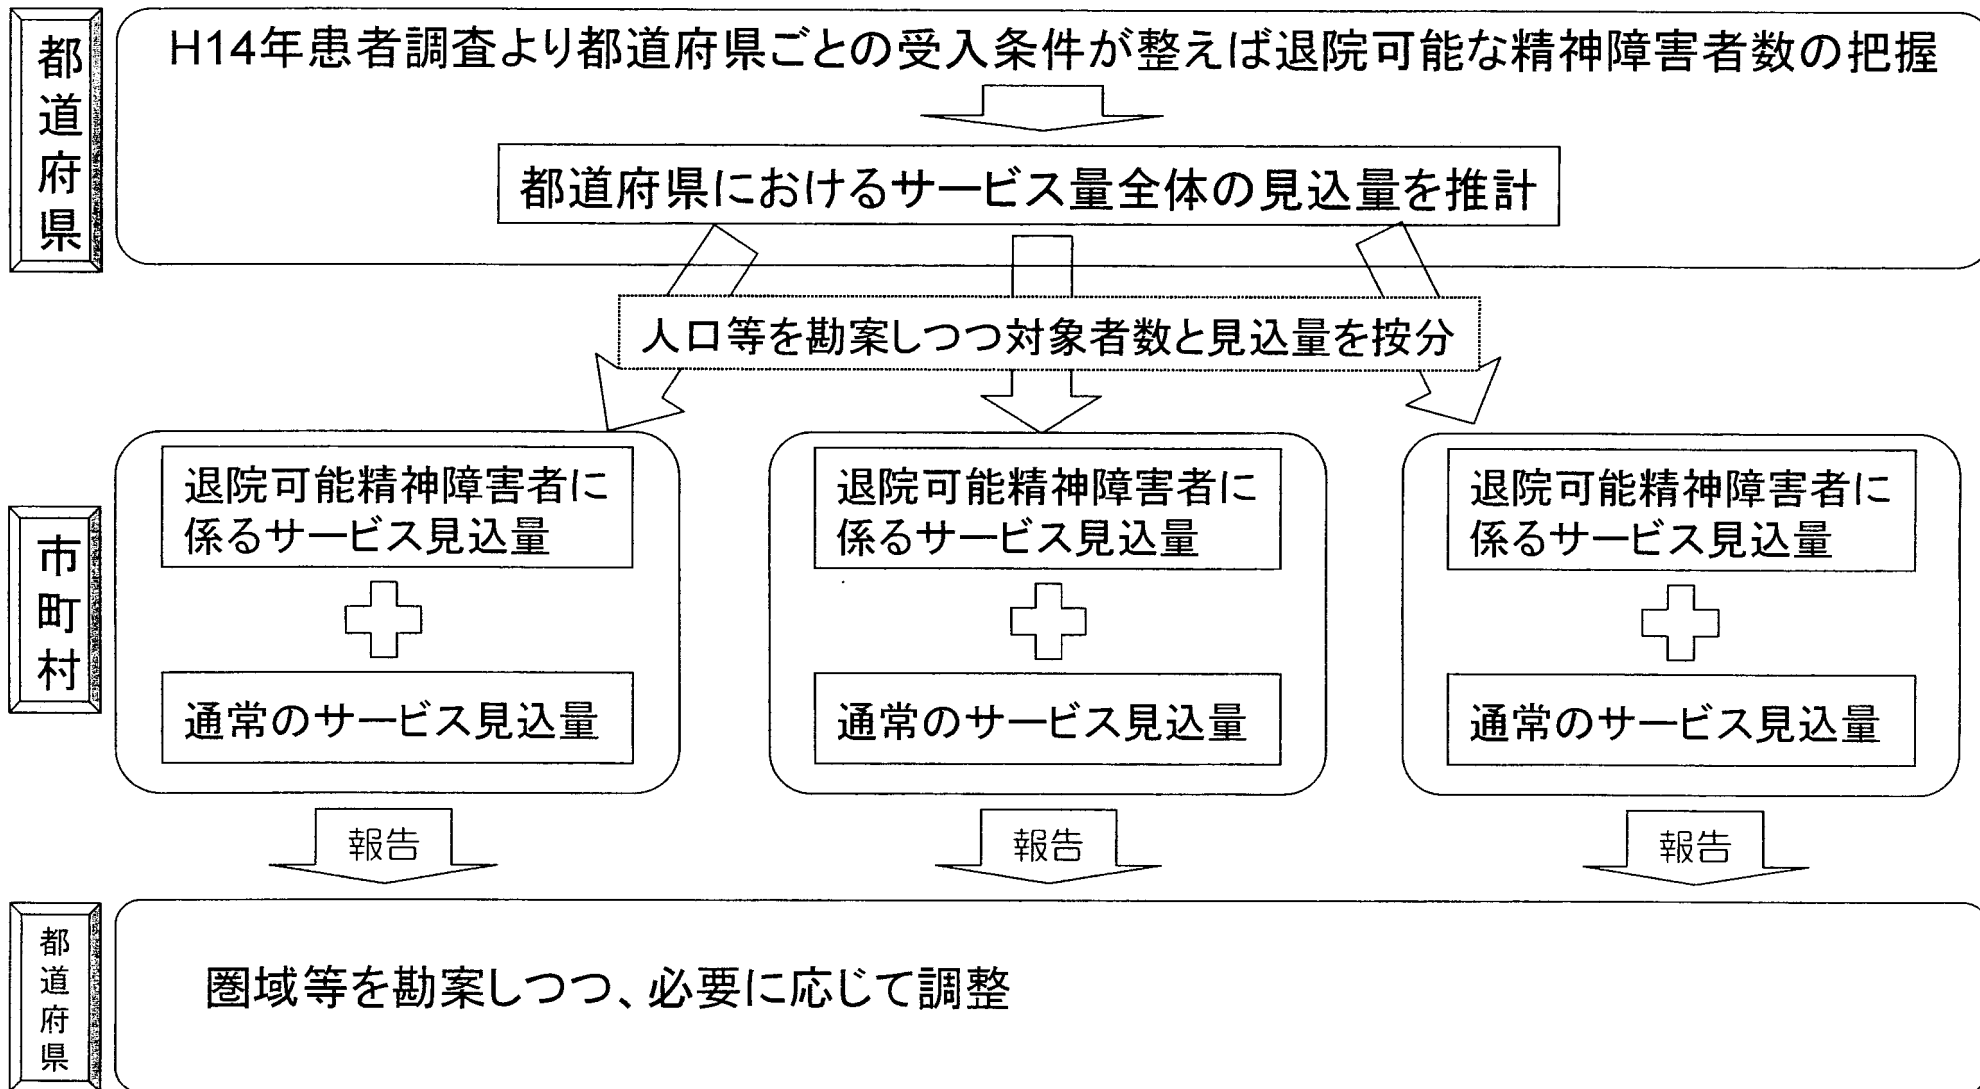 都道府県
H14年患者調査より都道府県ごとの受入条件が整えば退院可能な精神障害者数の把握
都道府県におけるサービス量全体の見込量を推計
人口等を勘案しつつ対象者数と見込量を按分
市町村
退院可能精神障害者に
係るサービス見込量
通常のサービス見込量
退院可能精神障害者に
係るサービス見込量
通常のサービス見込量
退院可能精神障害者に
係るサービス見込量
通常のサービス見込量
報告
報告
報告
都道府県
圏域等を勘案しつつ、必要に応じて調整